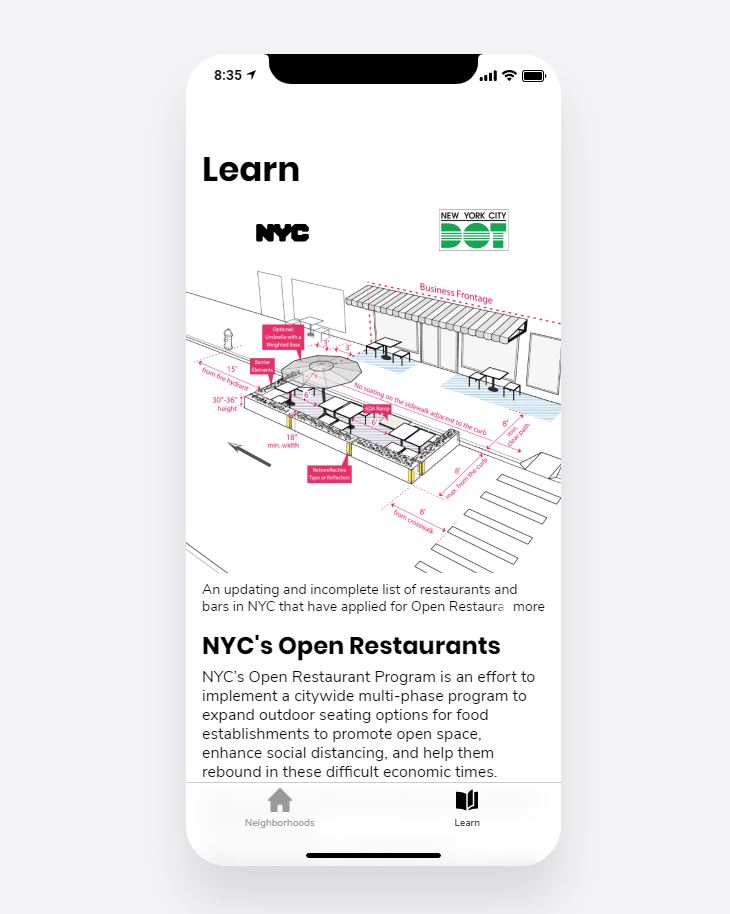 8:35
Learn
NYC
NEW YORK CITY
DOT
Business Frontage
Optional:
Umbrella with a
Weighted Base
3'
3'
Barrier
Elements
15'
from fire hydrant
6'
No seating on the sidewalk adjacent to the curb
ADA Ramp
6'
30"-36"
height
18"
min. width
8'
min.
clear path
Retroreflective
Tape or Reflectors
8'
max. from the curb
8'
from crosswalk
An updating and incomplete list of restaurants and
bars in NYC that have applied for Open Restaura more
NYC's Open Restaurants
NYC’s Open Restaurant Program is an effort to
implement a citywide multi-phase program to
expand outdoor seating options for food
establishments to promote open space,
enhance social distancing, and help them
rebound in these difficult economic times.
Neighborhoods
Learn